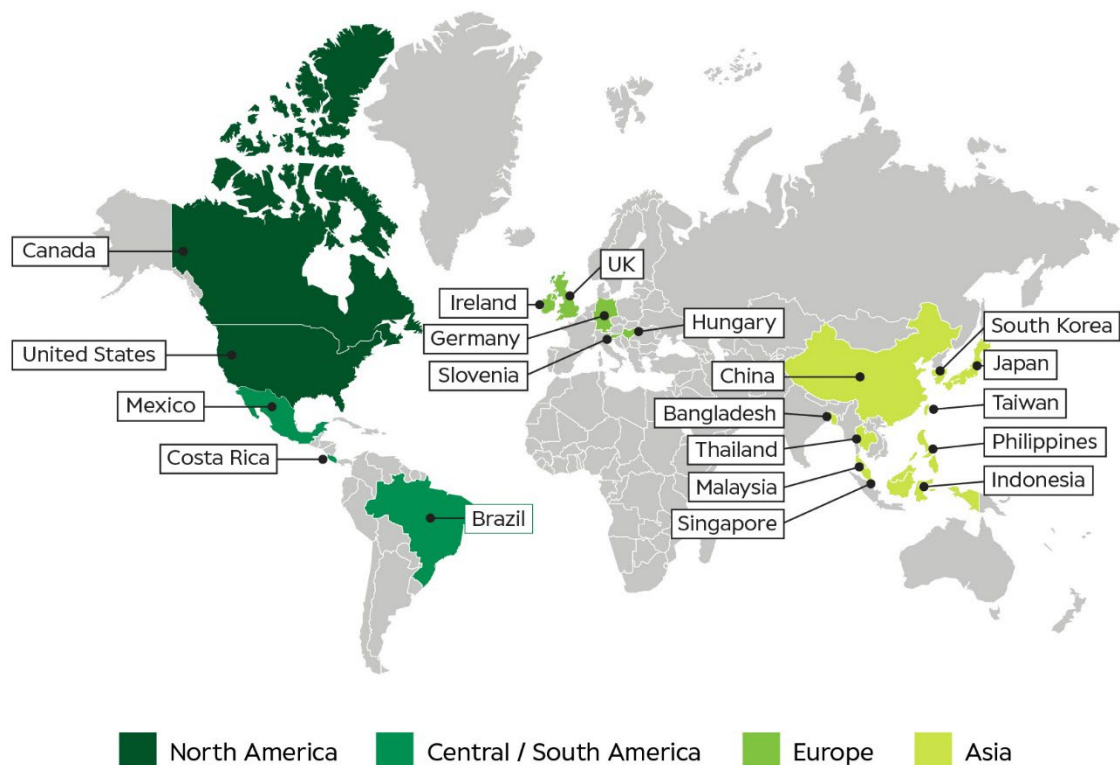 UK
Canada
Ireland
Hungary
South Korea
Germany
United States
Japan
Slovenia
China
Mexico
Taiwan
Bangladesh
Thailand
Philippines
Costa Rica
Malaysia
Indonesia
Brazil
Singapore
North America
Central / South America
Europe
Asia